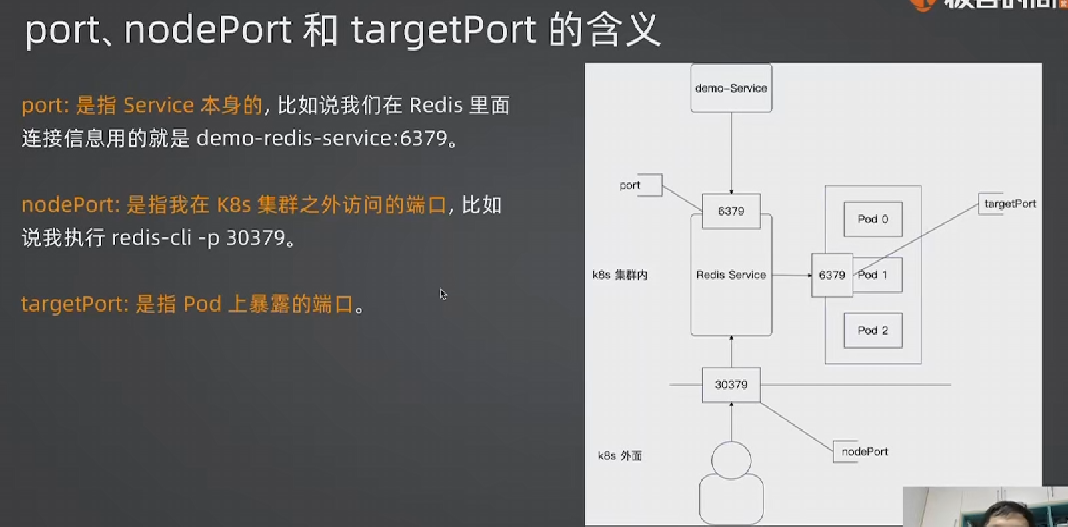 port、nodePort 和 targetPort 的含义
port: 是指 Service 本身的, 比如说我们在 Redis 里面
连接信息用的就是 demo-redis-service:6379。
nodePort: 是指我在 K8s 集群之外访问的端口, 比如
说我执行 redis-cli -p 30379。
targetPort: 是指 Pod 上暴露的端口。
demo-Service
port
6379
targetPort
Pod 0
k8s 集群内
Redis Service
6379
Pod 1
Pod 2
30379
k8s 外面
nodePort